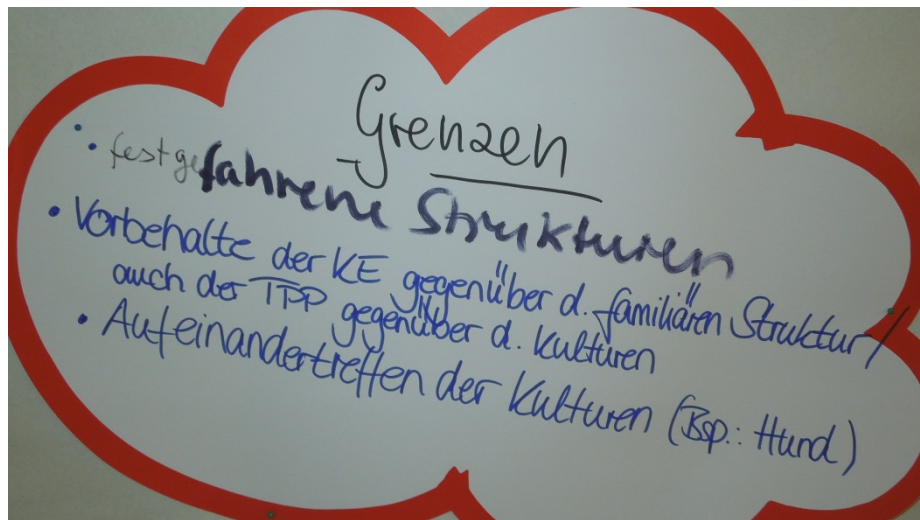 Grenzen
• festgefahrene Strukturen
• Vorbehalte der KE gegenüber d. familiären Struktur/
auch der TPP gegenüber d. Kulturen
• Aufeinandertreffen der Kulturen (Bsp.: Hund)